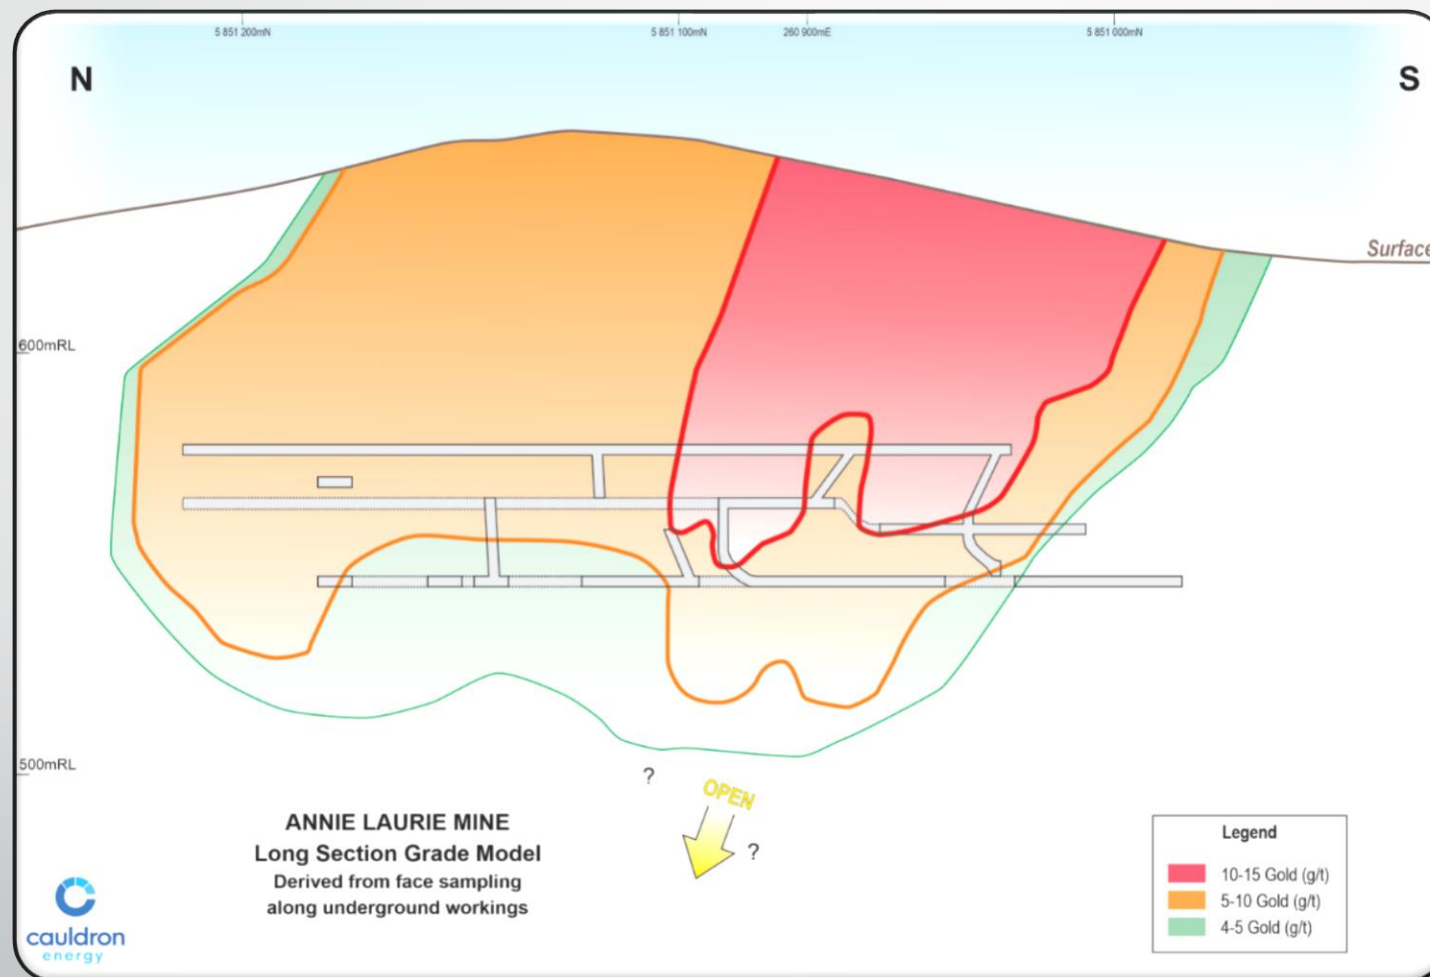 5 851 200mN
5 851 100mN
260 900mE
5 851 000mN
N
S
Surface
600mRL
500mRL
?
OPEN
?
ANNIE LAURIE MINE
Long Section Grade Model
Derived from face sampling
along underground workings
Legend
10-15 Gold (g/t)
5-10 Gold (g/t)
4-5 Gold (g/t)
cauldron
energy